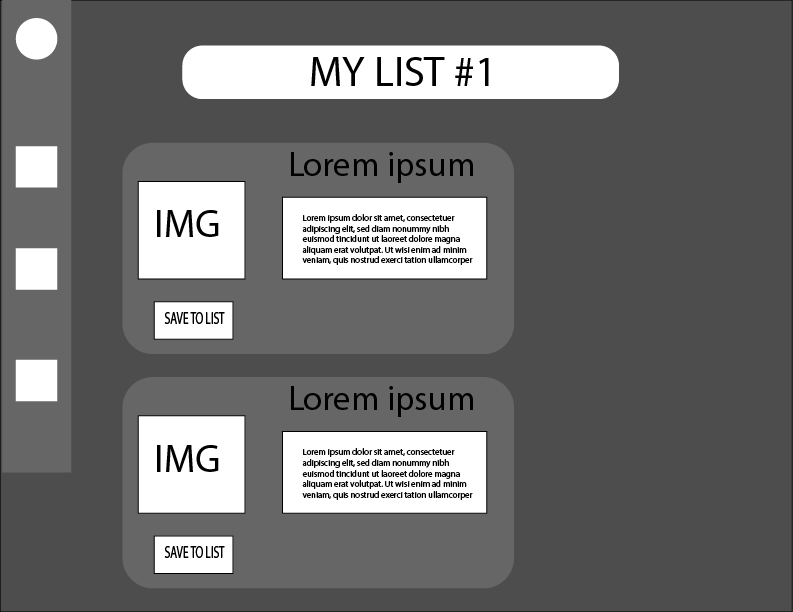 MY LIST #1
Lorem ipsum
IMG
Lorem ipsum dolor sit amet, consectetuer
adipiscing elit, sed diam nonummy nibh
euismod tincidunt ut laoreet dolore magna
aliquam erat volutpat. Ut wisi enim ad minim
veniam, quis nostrud exerci tation ullamcorper
SAVE TO LIST
Lorem ipsum
IMG
Lorem ipsum dolor sit amet, consectetuer
adipiscing elit, sed diam nonummy nibh
euismod tincidunt ut laoreet dolore magna
aliquam erat volutpat. Ut wisi enim ad minim
veniam, quis nostrud exerci tation ullamcorper
SAVE TO LIST